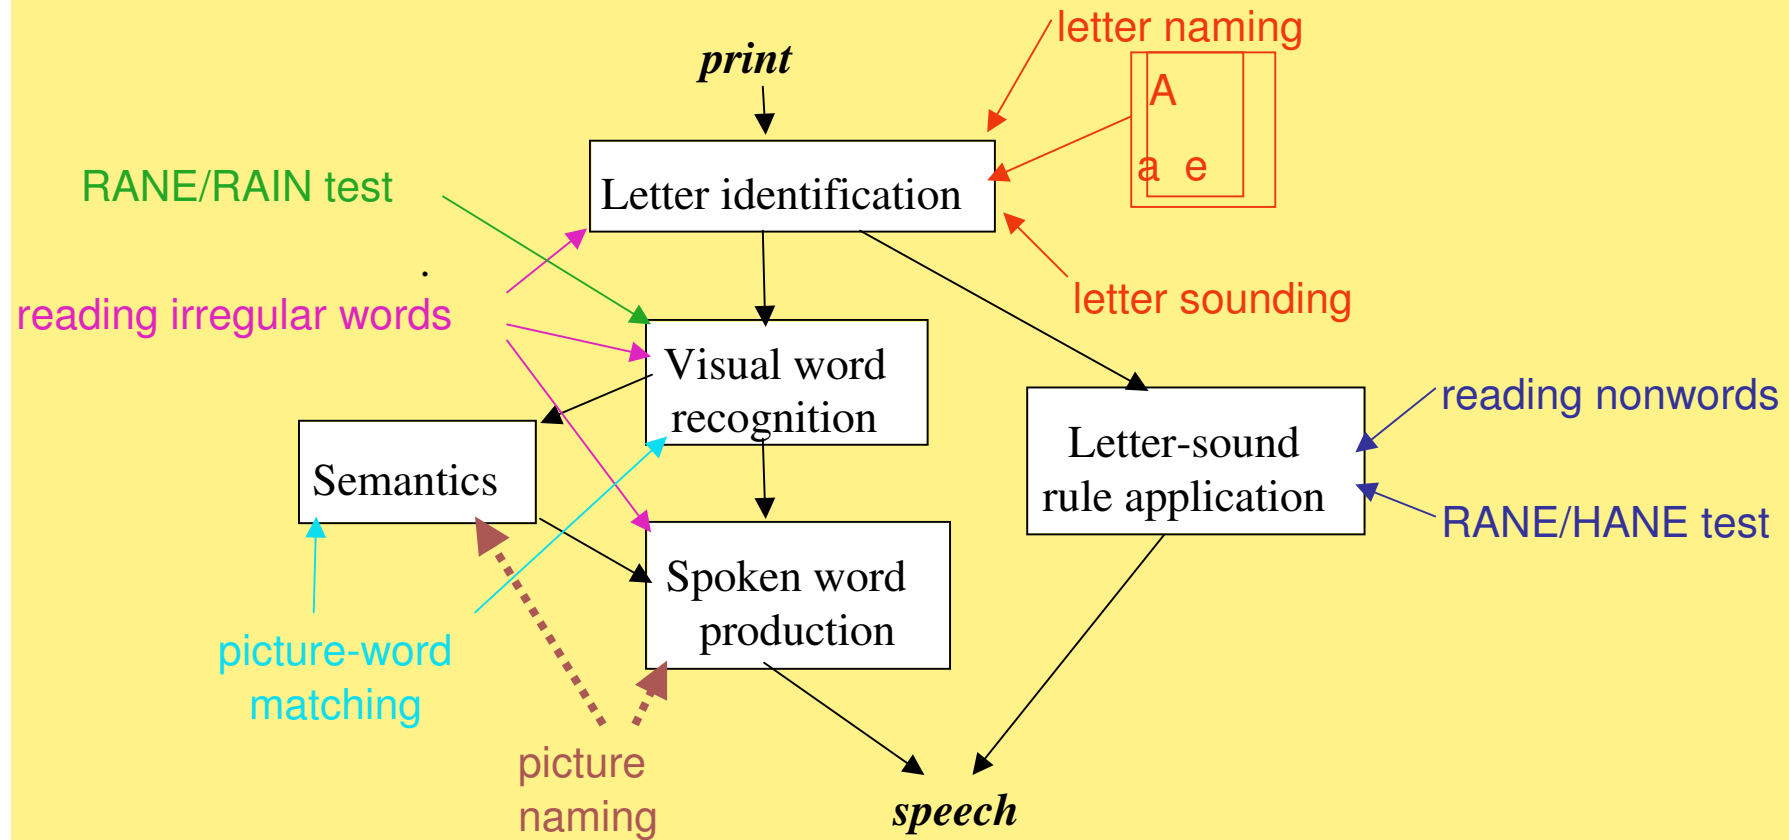 letter naming
print
A
a e
RANE/RAIN test
Letter identification
.
reading irregular words
letter sounding
Visual word
recognition
reading nonwords
Letter-sound
rule application
Semantics
RANE/HANE test
Spoken word
production
picture-word
matching
picture
naming
speech